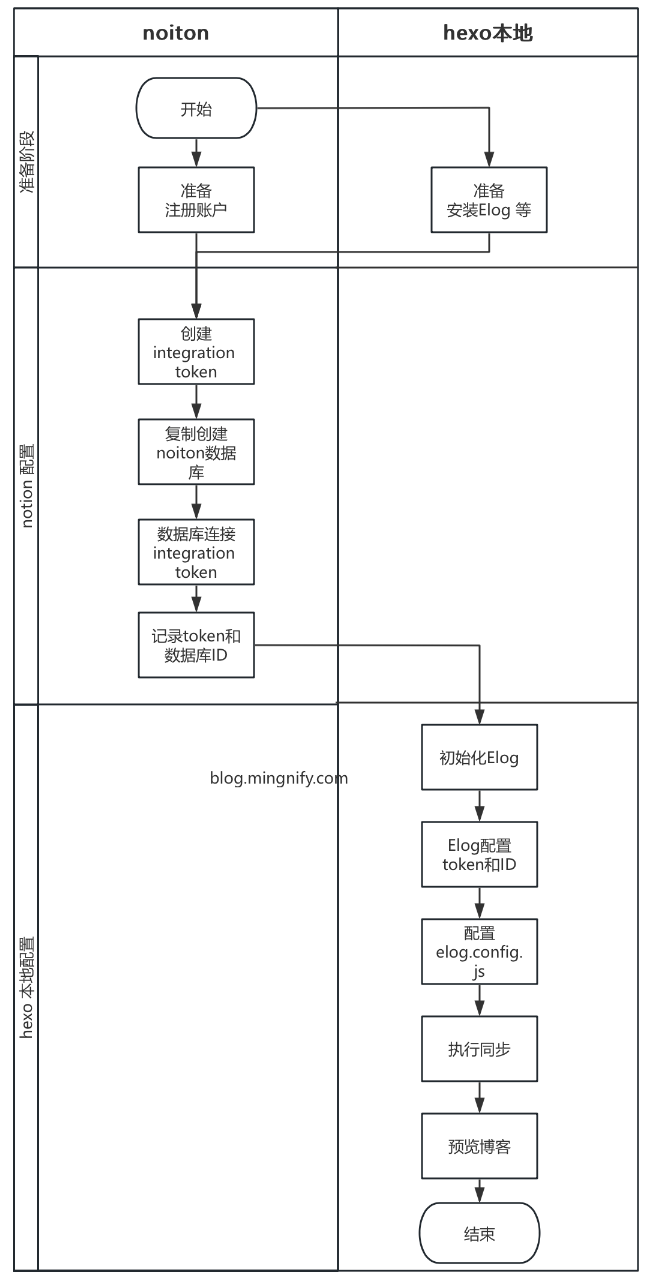 noiton
hexo本地
准备阶段
开始
准备
注册账户
准备
安装Elog 等
notion 配置
创建
integration
token
复制创建
noiton数据
库
数据库连接
integration
token
记录token和
数据库ID
hexo 本地配置
初始化Elog
blog.mingnify.com
Elog配置
token和ID
配置
elog.config.
js
执行同步
预览博客
结束